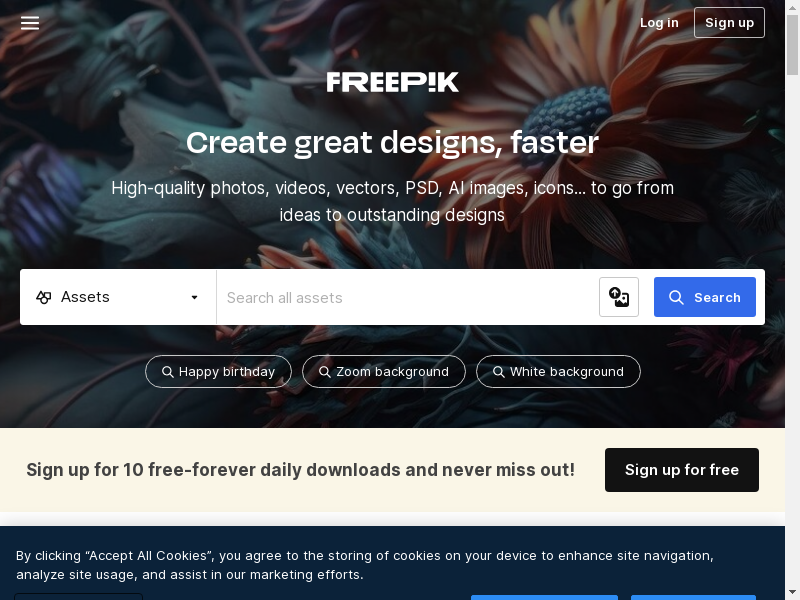 Log in
Sign up
FREEPIK
Create great designs, faster
High-quality photos, videos, vectors, PSD, AI images, icons... to go from
ideas to outstanding designs
Assets
Search all assets
Search
Happy birthday
Zoom background
White background
Sign up for 10 free-forever daily downloads and never miss out!
Sign up for free
By clicking “Accept All Cookies”, you agree to the storing of cookies on your device to enhance site navigation,
analyze site usage, and assist in our marketing efforts.